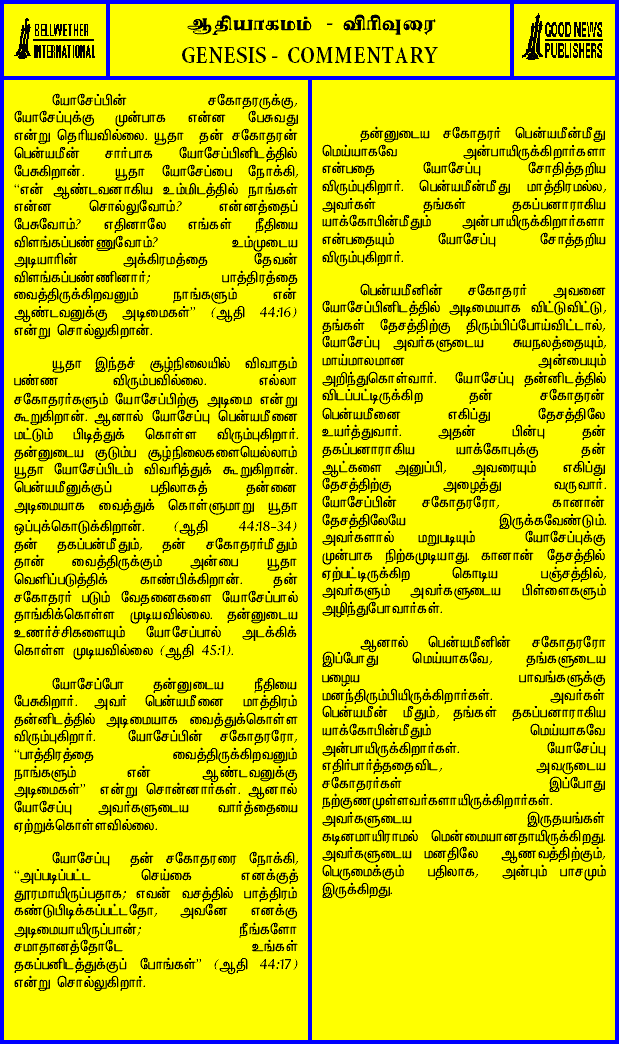 BELLWETHER
INTERNATIONAL
ஆதியாகமம் - விரிவுரை
GENESIS - COMMENTARY
GOOD NEWS
PUBLISHERS
யோசேப்பின் சகோதரருக்கு,
யோசேப்புக்கு முன்பாக என்ன பேசுவது
என்று தெரியவில்லை. யூதா தன் சகோதரன்
பென்யமீன் சார்பாக யோசேப்பினிடத்தில்
பேசுகிறான். யூதா யோசேப்பை நோக்கி,
“என் ஆண்டவனாகிய உம்மிடத்தில் நாங்கள்
என்ன சொல்லுவோம்? என்னத்தைப்
பேசுவோம்? எதினாலே எங்கள் நீதியை
விளங்கப்பண்ணுவோம்? உம்முடைய
அடியாரின் அக்கிரமத்தை தேவன்
விளங்கப்பண்ணினார்; பாத்திரத்தை
வைத்திருக்கிறவனும் நாங்களும் என்
ஆண்டவனுக்கு அடிமைகள்” (ஆதி 44:16)
என்று சொல்லுகிறான்.
யூதா இந்தச் சூழ்நிலையில் விவாதம்
பண்ண விரும்பவில்லை. எல்லா
சகோதரர்களும் யோசேப்பிற்கு அடிமை என்று
கூறுகிறான். ஆனால் யோசேப்பு பென்யமீனை
மட்டும் பிடித்துக் கொள்ள விரும்புகிறார்.
தன்னுடைய குடும்ப சூழ்நிலைகளையெல்லாம்
யூதா யோசேப்பிடம் விவரித்துக் கூறுகிறான்.
பென்யமீனுக்குப் பதிலாகத் தன்னை
அடிமையாக வைத்துக் கொள்ளுமாறு யூதா
ஒப்புக்கொடுக்கிறான். (ஆதி 44:18-34)
தன் தகப்பன்மீதும், தன் சகோதரர்மீதும்
தான் வைத்திருக்கும் அன்பை யூதா
வெளிப்படுத்திக் காண்பிக்கிறான். தன்
சகோதரர் படும் வேதனைகளை யோசேப்பால்
தாங்கிக்கொள்ள முடியவில்லை. தன்னுடைய
உணர்ச்சிகளையும் யோசேப்பால் அடக்கிக்
கொள்ள முடியவில்லை (ஆதி 45:1).
யோசேப்போ தன்னுடைய நீதியை
பேசுகிறார். அவர் பென்யமீனை மாத்திரம்
தன்னிடத்தில் அடிமையாக வைத்துக்கொள்ள
விரும்புகிறார். யோசேப்பின் சகோதரரோ,
“பாத்திரத்தை வைத்திருக்கிறவனும்
நாங்களும் என் ஆண்டவனுக்கு
அடிமைகள்” என்று சொன்னார்கள். ஆனால்
யோசேப்பு அவர்களுடைய வார்த்தையை
ஏற்றுக்கொள்ளவில்லை.
யோசேப்பு தன் சகோதரரை நோக்கி,
“அப்படிப்பட்ட செய்கை எனக்குத்
தூரமாயிருப்பதாக; எவன் வசத்தில் பாத்திரம்
கண்டுபிடிக்கப்பட்டதோ, அவனே எனக்கு
அடிமையாயிருப்பான்; நீங்களோ
சமாதானத்தோடே உங்கள்
தகப்பனிடத்துக்குப் போங்கள்” (ஆதி 44:17)
என்று சொல்லுகிறார்.
தன்னுடைய சகோதரர் பென்யமீன்மீது
மெய்யாகவே அன்பாயிருக்கிறார்களா
என்பதை யோசேப்பு சோதித்தறிய
விரும்புகிறார். பென்யமீன்மீது மாத்திரமல்ல,
அவர்கள் தங்கள் தகப்பனாராகிய
யாக்கோபின்மீதும் அன்பாயிருக்கிறார்களா
என்பதையும் யோசேப்பு சோத்தறிய
விரும்புகிறார்.
பென்யமீனின் சகோதரர் அவனை
யோசேப்பினிடத்தில் அடிமையாக விட்டுவிட்டு,
தங்கள் தேசத்திற்கு திரும்பிப்போய்விட்டால்,
யோசேப்பு அவர்களுடைய சுயநலத்தையும்,
மாய்மாலமான அன்பையும்
அறிந்துகொள்வார். யோசேப்பு தன்னிடத்தில்
விடப்பட்டிருக்கிற தன் சகோதரன்
பென்யமீனை எகிப்து தேசத்திலே
உயர்த்துவார். அதன் பின்பு தன்
தகப்பனாராகிய யாக்கோபுக்கு தன்
ஆட்களை அனுப்பி, அவரையும் எகிப்து
தேசத்திற்கு அழைத்து வருவார்.
யோசேப்பின் சகோதரரோ, கானான்
தேசத்திலேயே இருக்கவேண்டும்.
அவர்களால் மறுபடியும் யோசேப்புக்கு
முன்பாக நிற்கமுடியாது. கானான் தேசத்தில்
ஏற்பட்டிருக்கிற கொடிய பஞ்சத்தில்,
அவர்களும் அவர்களுடைய பிள்ளைகளும்
அழிந்துபோவார்கள்.
ஆனால் பென்யமீனின் சகோதரரோ
இப்போது மெய்யாகவே, தங்களுடைய
பழைய பாவங்களுக்கு
மனந்திரும்பியிருக்கிறார்கள். அவர்கள்
பென்யமீன் மீதும், தங்கள் தகப்பனாராகிய
யாக்கோபின்மீதும் மெய்யாகவே
அன்பாயிருக்கிறார்கள். யோசேப்பு
எதிர்பார்த்ததைவிட, அவருடைய
சகோதரர்கள் இப்போது
நற்குணமுள்ளவர்களாயிருக்கிறார்கள்.
அவர்களுடைய இருதயங்கள்
கடினமாயிராமல் மென்மையானதாயிருக்கிறது.
அவர்களுடைய மனதிலே ஆணவத்திற்கும்,
பெருமைக்கும் பதிலாக, அன்பும் பாசமும்
இருக்கிறது.